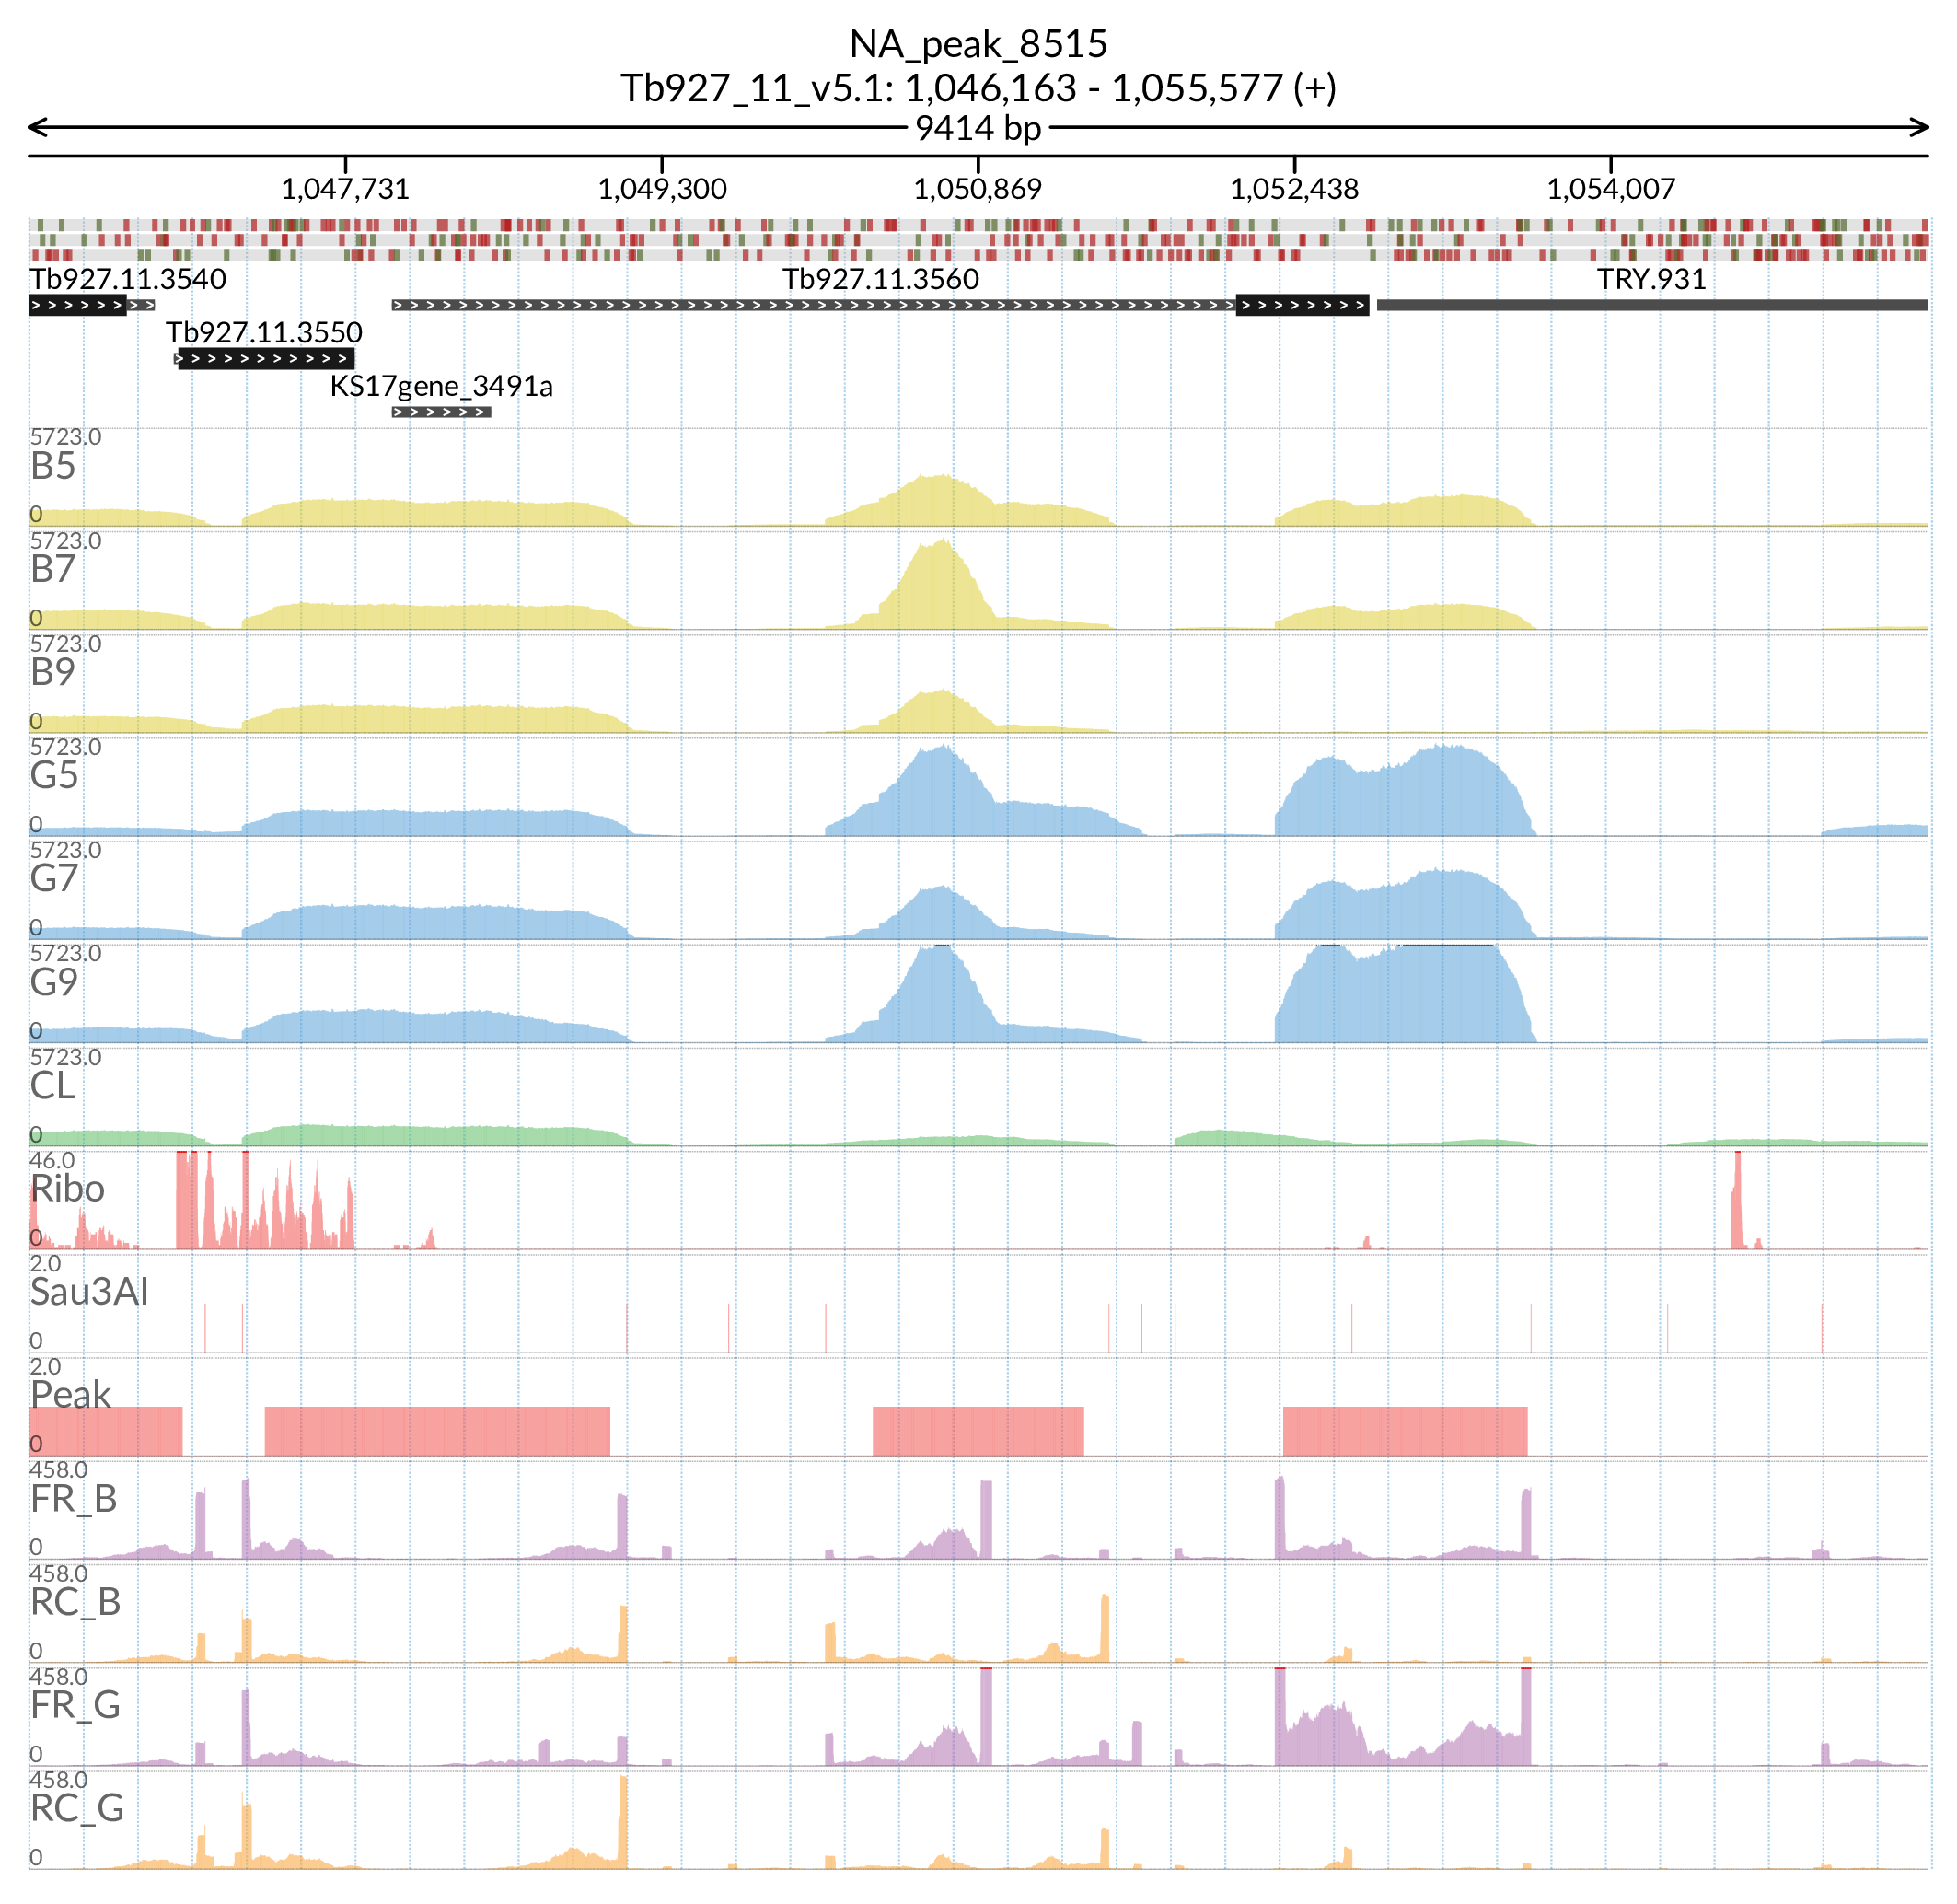 NA_peak_8515
Tb927_11_v5.1: 1,046,163 - 1,055,577 (+)
9414 bp
1,047,731 1,049,300 1,050,869 1,052,438 1,054,007
Tb927.11.3540 Tb927.11.3560 TRY.931
Tb927.11.3550
KS17gene_3491a
5723.0
B5
0
5723.0
B7
0
5723.0
B9
0
5723.0
G5
0
5723.0
G7
0
5723.0
G9
0
5723.0
CL
0
46.0
Ribo
0
2.0
Sau3AI
0
2.0
Peak
0
458.0
FR_B
0
458.0
RC_B
0
458.0
FR_G
0
458.0
RC_G
0